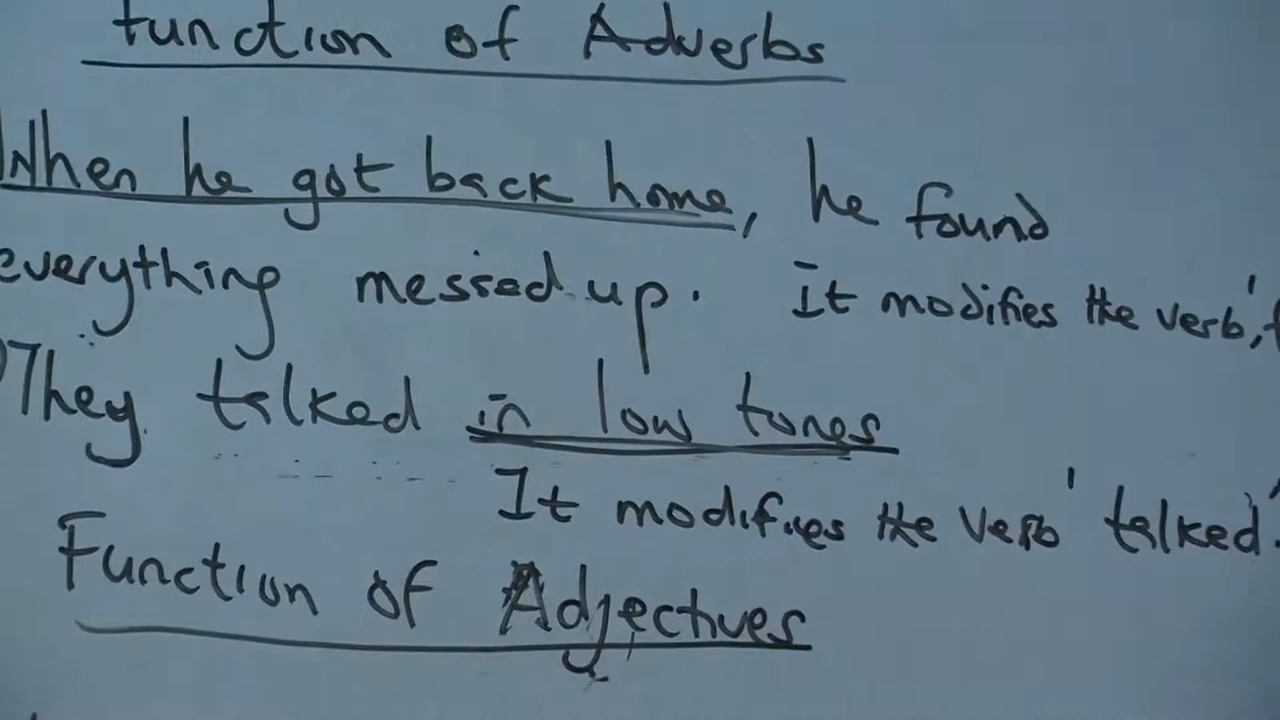 Function of Adverbs
When he got back home, he found
everything messed up. It modifies the verb '
They talked in low tones
It modifies the verb 'talked'.
Function of Adjectives